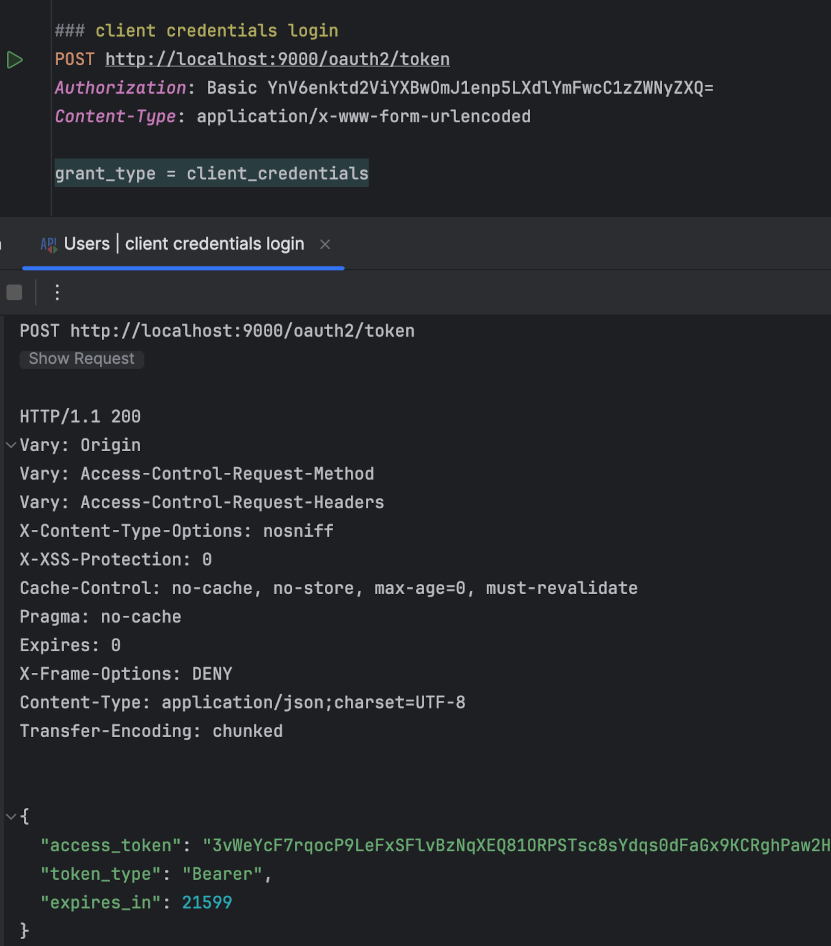 ### client credentials login
POST http://localhost:9000/oauth2/token
Authorization: Basic YnV6enktd2ViYXBwOmJ1enp5LXdlYmFwcC1zZWNyZXQ=
Content-Type: application/x-www-form-urlencoded
grant_type = client_credentials
API Users | client credentials login
POST http://localhost:9000/oauth2/token
Show Request
HTTP/1.1 200
Vary: Origin
Vary: Access-Control-Request-Method
Vary: Access-Control-Request-Headers
X-Content-Type-Options: nosniff
X-XSS-Protection: 0
Cache-Control: no-cache, no-store, max-age=0, must-revalidate
Pragma: no-cache
Expires: 0
X-Frame-Options: DENY
Content-Type: application/json;charset=UTF-8
Transfer-Encoding: chunked
{
"access_token": "3vWeYcF7rqocP9LeFxSFlvBzNqXEQ81ORPSTsc8sYdqs0dFaGx9KCRghPaw2H
"token_type": "Bearer",
"expires_in": 21599
}